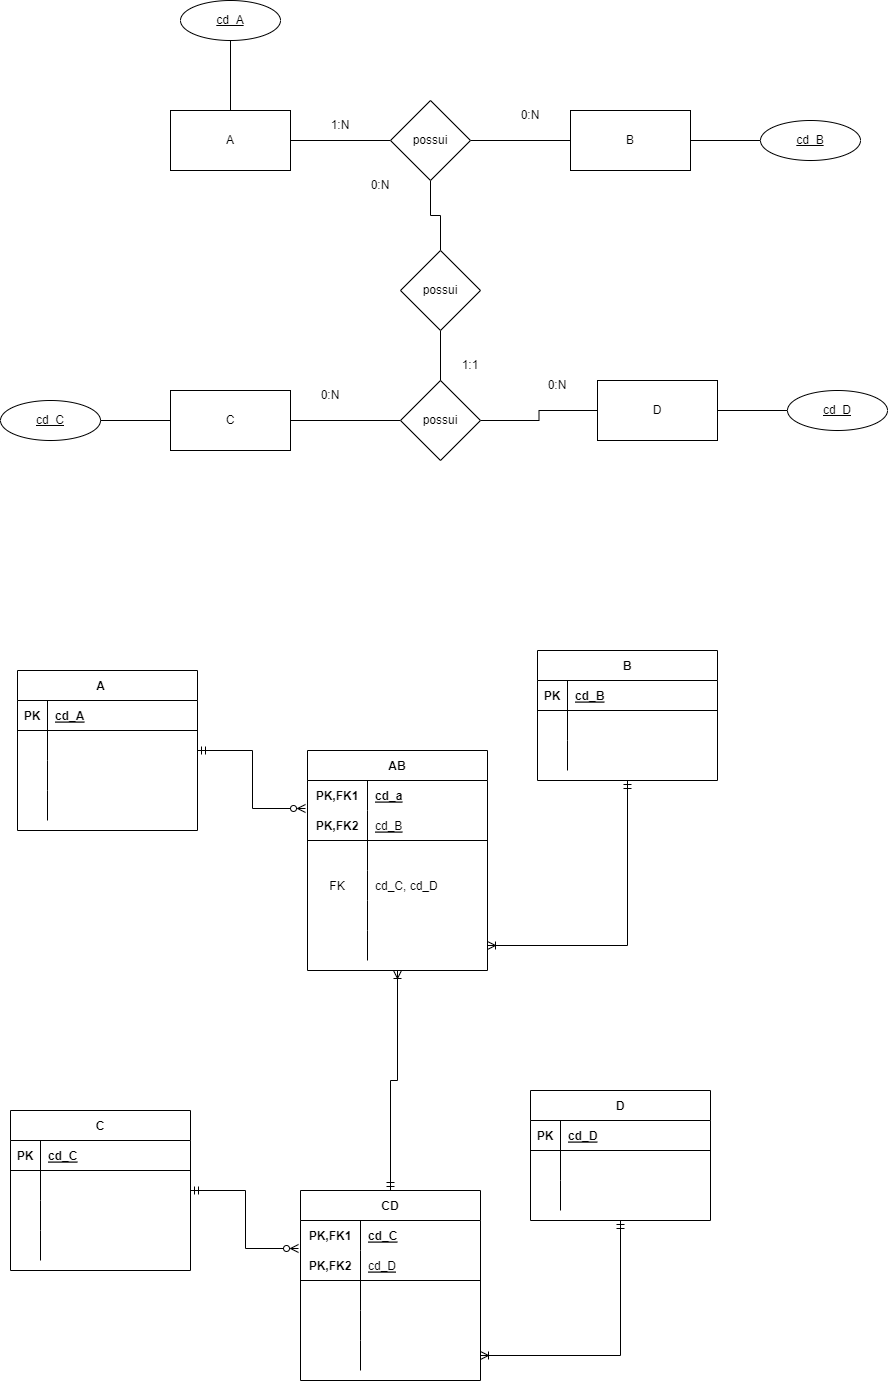 cd_A
A
1:N
possui
0:N
B
cd_B
0:N
possui
1:1
cd_C
C
0:N
possui
0:N
D
cd_D
A
PK cd_A
B
PK cd_B
AB
PK,FK1 cd_a
PK,FK2 cd_B
FK cd_C, cd_D
C
PK cd_C
D
PK cd_D
CD
PK,FK1 cd_C
PK,FK2 cd_D